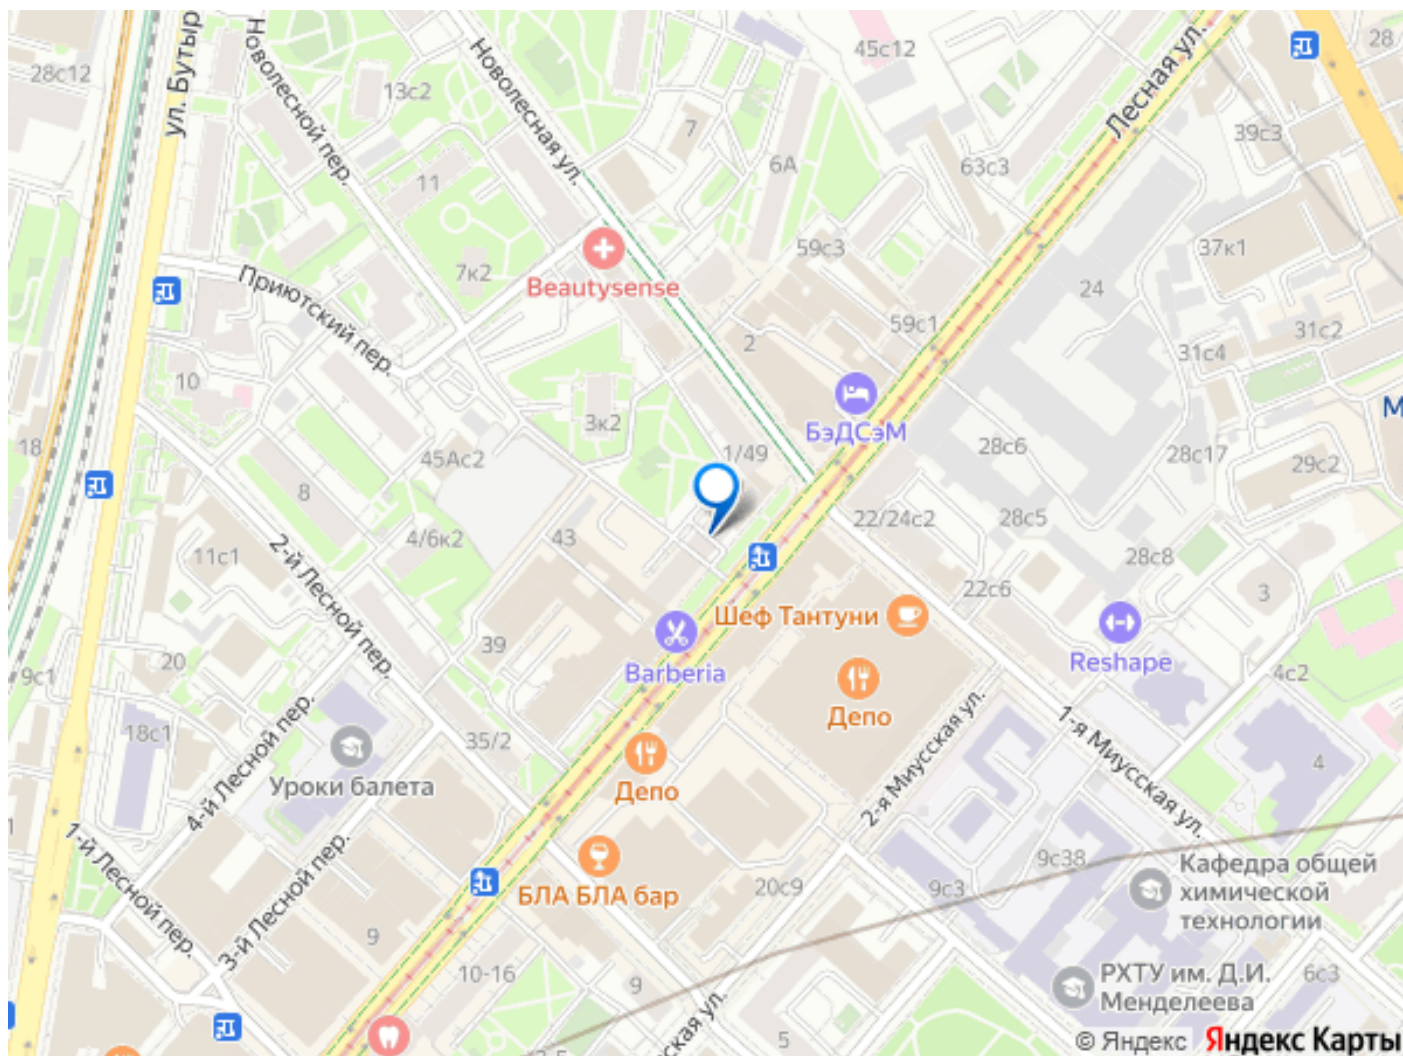 28с12
ул. Бутыр
Новолесной пер.
13с2
Новолесная ул.
45с12
Лесная ул.
28
7
6А
63с3
39с3
11
Приютский пер.
7к2
Beautysense
59с3
37к1
24
59с1
31с2
31с4
2
10
БэДСэМ
М
3к2
1/49
18
45Ас2
28с6
28с17
29с2
8
22/24с2
28с5
4/6к2
43
11с1
28с8
2-й Лесной пер.
22с6
3
Шеф Тантуни
39
Barberia
Reshape
20
9с1
4с2
Депо
4-й Лесной пер.
18с1
35/2
Уроки балета
Депо
2-я Миусская ул.
1-я Миусская ул.
4
1-й Лесной пер.
3-й Лесной пер.
БЛА БЛА бар
20с9
9с3
9с38
Кафедра общей
химической
технологии
9
10-16
9
РХТУ им. Д.И.
Менделеева
6с3
ская ул.
5
© Яндекс Яндекс Карты